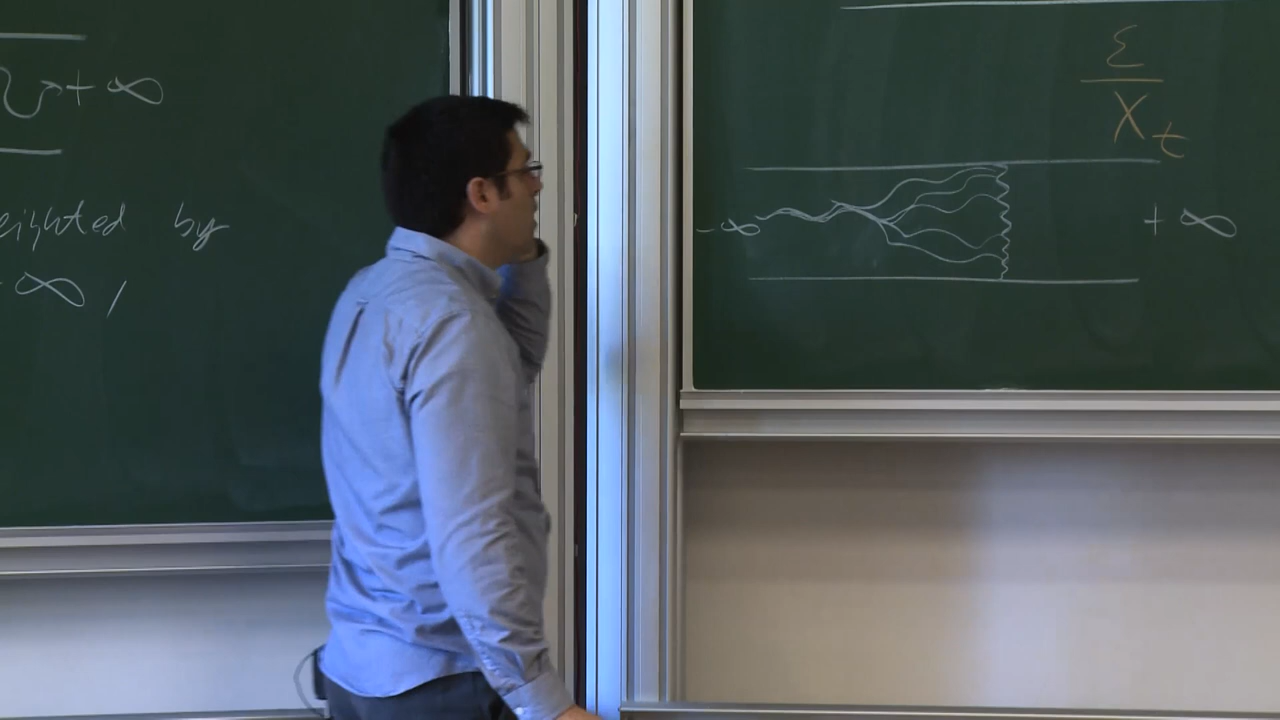 + ∞
eighted by
∞,
ε
X_t
- ∞ + ∞